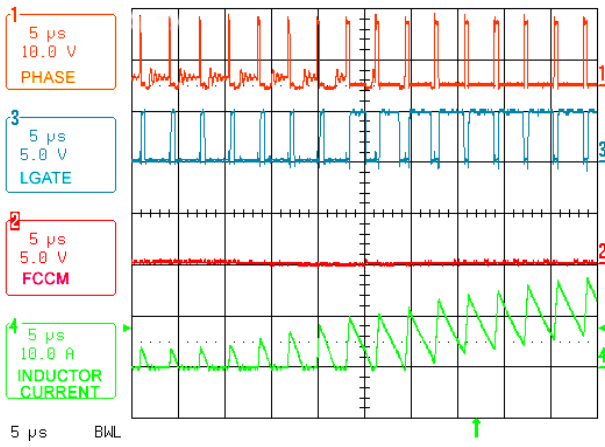 1
5 µs
10.0 V
PHASE
1
3
5 µs
5.0 V
LGATE
3
2
5 µs
5.0 V
FCCM
2
4
5 µs
10.0 A
INDUCTOR
CURRENT
4
5 µs BWL